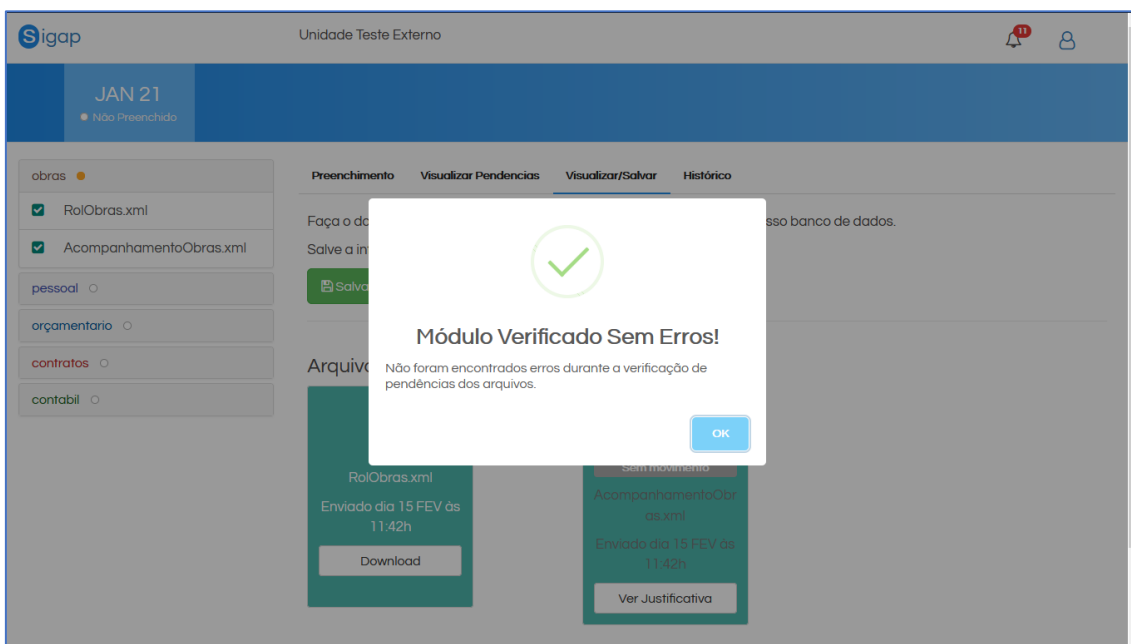 Sigap
Unidade Teste Externo
11
JAN 21
Não Preenchido
obras
RolObras.xml
AcompanhamentoObras.xml
pessoal
orçamentario
contratos
contabil
Preenchimento Visualizar Pendencias Visualizar/Salvar Histórico
Faça o do sso banco de dados.
Salve a in
Salva
Módulo Verificado Sem Erros!
Não foram encontrados erros durante a verificação de
pendências dos arquivos.
OK
Arquivo
RolObras.xml
Enviado dia 15 FEV às
11:42h
Download
Sem movimento
AcompanhamentoObr
as.xml
Enviado dia 15 FEV às
11:42h
Ver Justificativa